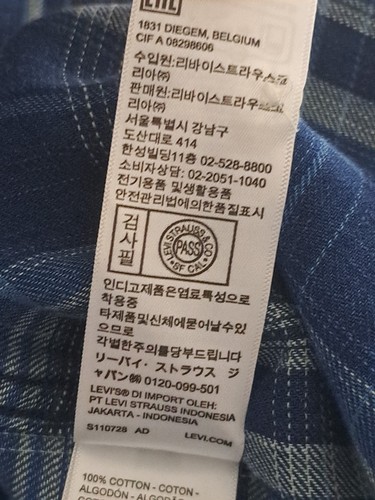 1831 DIEGEM, BELGIUM
CIF A 08298606
수입원:리바이스트라우스코
리아㈜
판매원:리바이스트라우스코
리아㈜
서울특별시 강남구
도산대로 414
한성빌딩11층 02-528-8800
소비자상담: 02-2051-1040
전기용품 및생활용품
안전관리법에의한품질표시
검사필
LEVI STRAUSS & CO
PASS
SF CAL
인디고제품은염료특성으로
착용중
타제품및신체에묻어날수있
으므로
각별한주의를당부드립니다
リーバイ・ストラウス ジ
ャパン㈱ 0120-099-501
LEVI'S® DI IMPORT OLEH:
PT LEVI STRAUSS INDONESIA
JAKARTA - INDONESIA
S110728 AD LEVI.COM
100% COTTON - COTON -